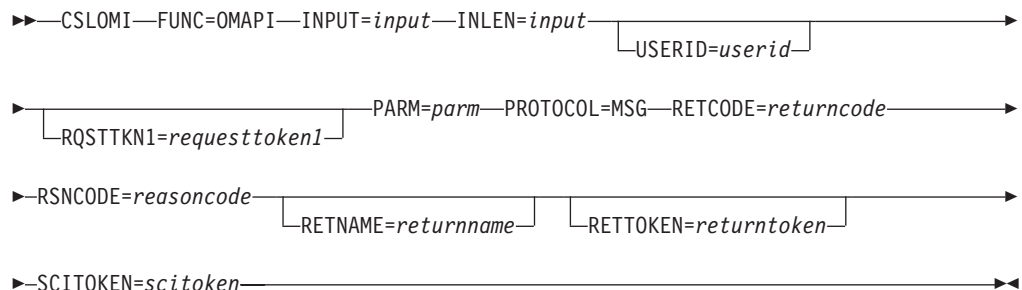 CSLOMI FUNC=OMAPI INPUT=input INLEN=input
USERID=userid
PARM=parm PROTOCOL=MSG RETCODE=returncode
RQSTTKN1=requesttoken1
RSNCODE=reasoncode
RETNAME=returnname RETTOKEN=returntoken
SCITOKEN=scitoken